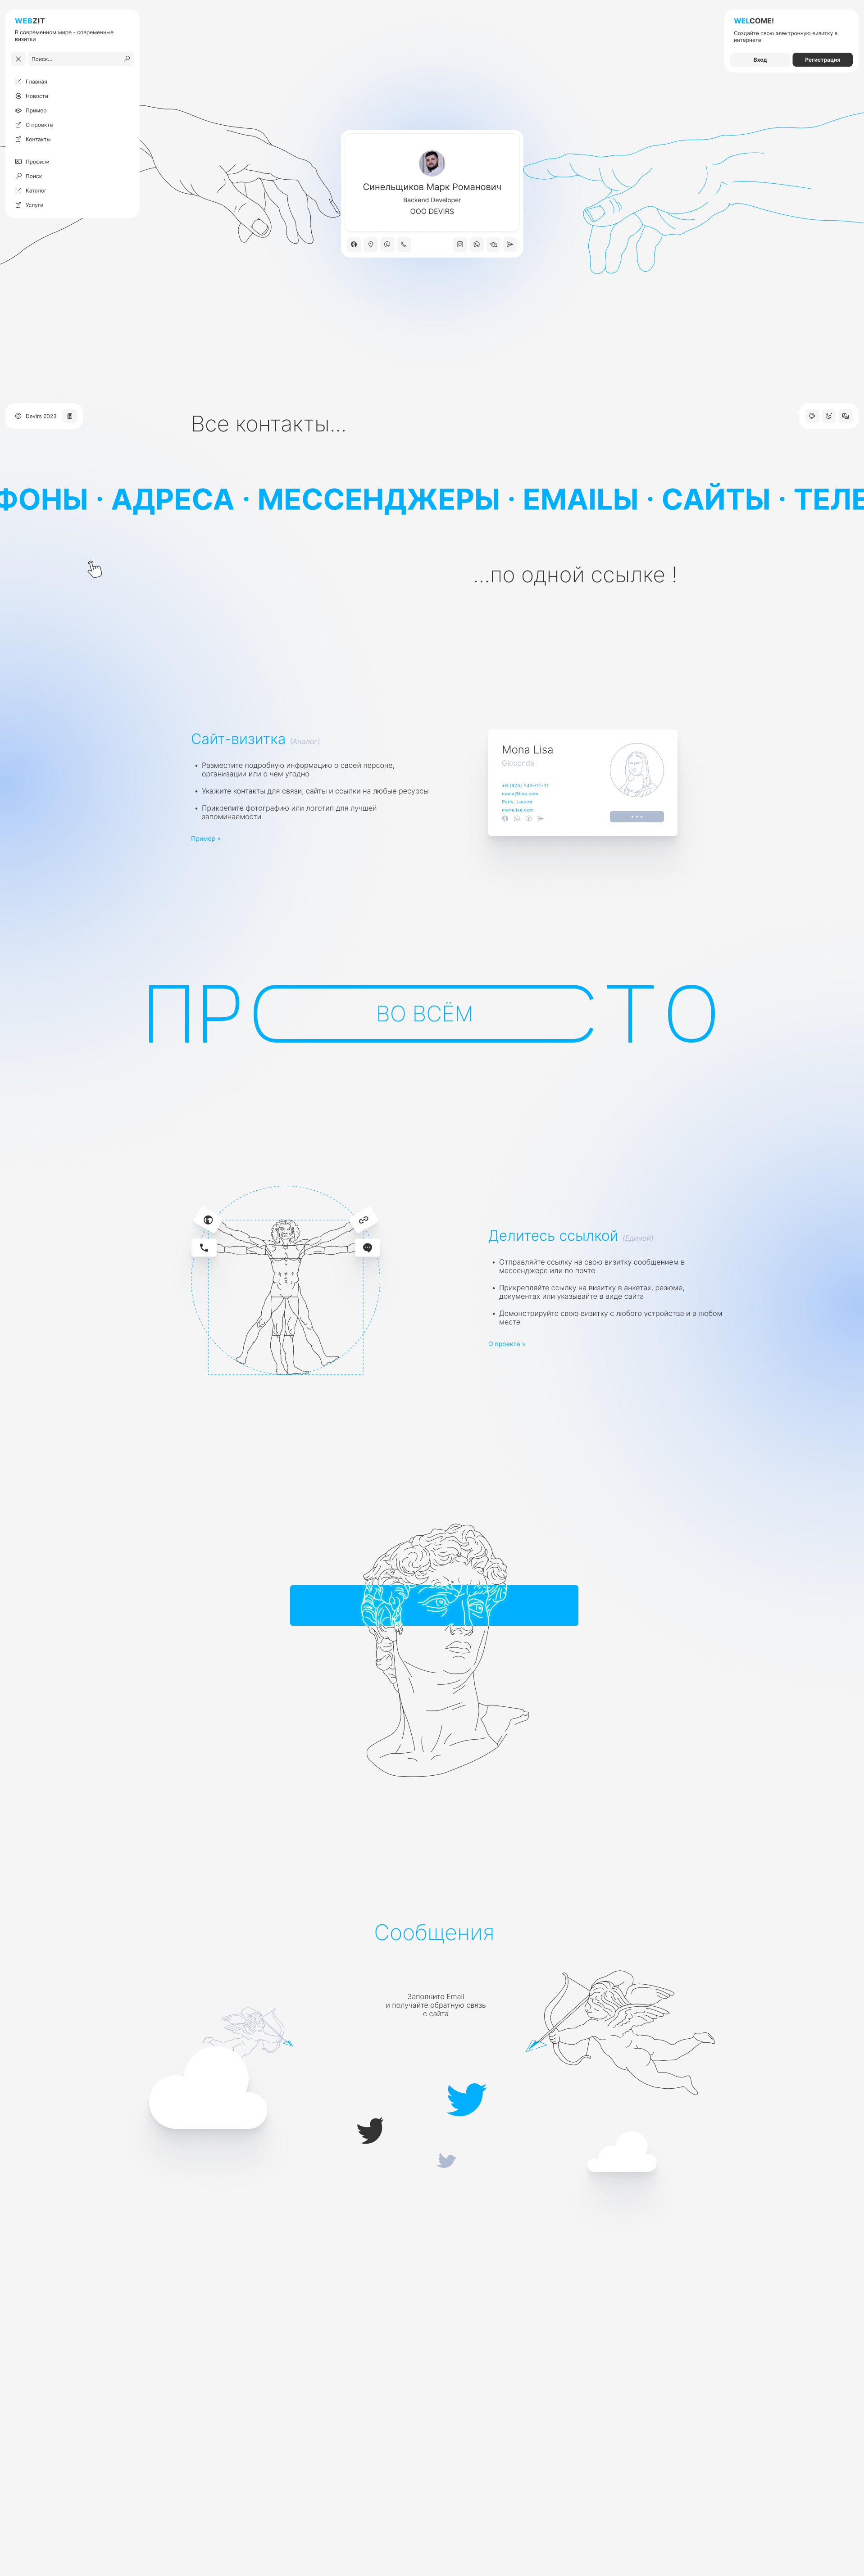 WEBZIT
В современном мире - современные
визитки
Поиск...
Главная
Новости
Пример
О проекте
Контакты
Профили
Поиск
Каталог
Услуги
WELCOME!
Создайте свою электронную визитку в
интернете
Вход
Регистрация
Синельщиков Марк Романович
Backend Developer
ООО DEVIRS
© Devirs 2023
Все контакты...
ФОНЫ · АДРЕСА · МЕССЕНДЖЕРЫ · EMAILЫ · САЙТЫ · ТЕЛЕ
...по одной ссылке !
Сайт-визитка (Аналог)
• Разместите подробную информацию о своей персоне,
организации или о чем угодно
• Укажите контакты для связи, сайты и ссылки на любые ресурсы
• Прикрепите фотографию или логотип для лучшей
запоминаемости
Пример »
Mona Lisa
Gioconda
+9 (876) 543-02-01
mona@lisa.com
Paris, Louvre
monalisa.com
ПРОСТО
ВО ВСЁМ
Делитесь ссылкой (Единой)
• Отправляйте ссылку на свою визитку сообщением в
мессенджере или по почте
• Прикрепляйте ссылку на визитку в анкетах, резюме,
документах или указывайте в виде сайта
• Демонстрируйте свою визитку с любого устройства и в любом
месте
О проекте »
Сообщения
Заполните Email
и получайте обратную связь
с сайта